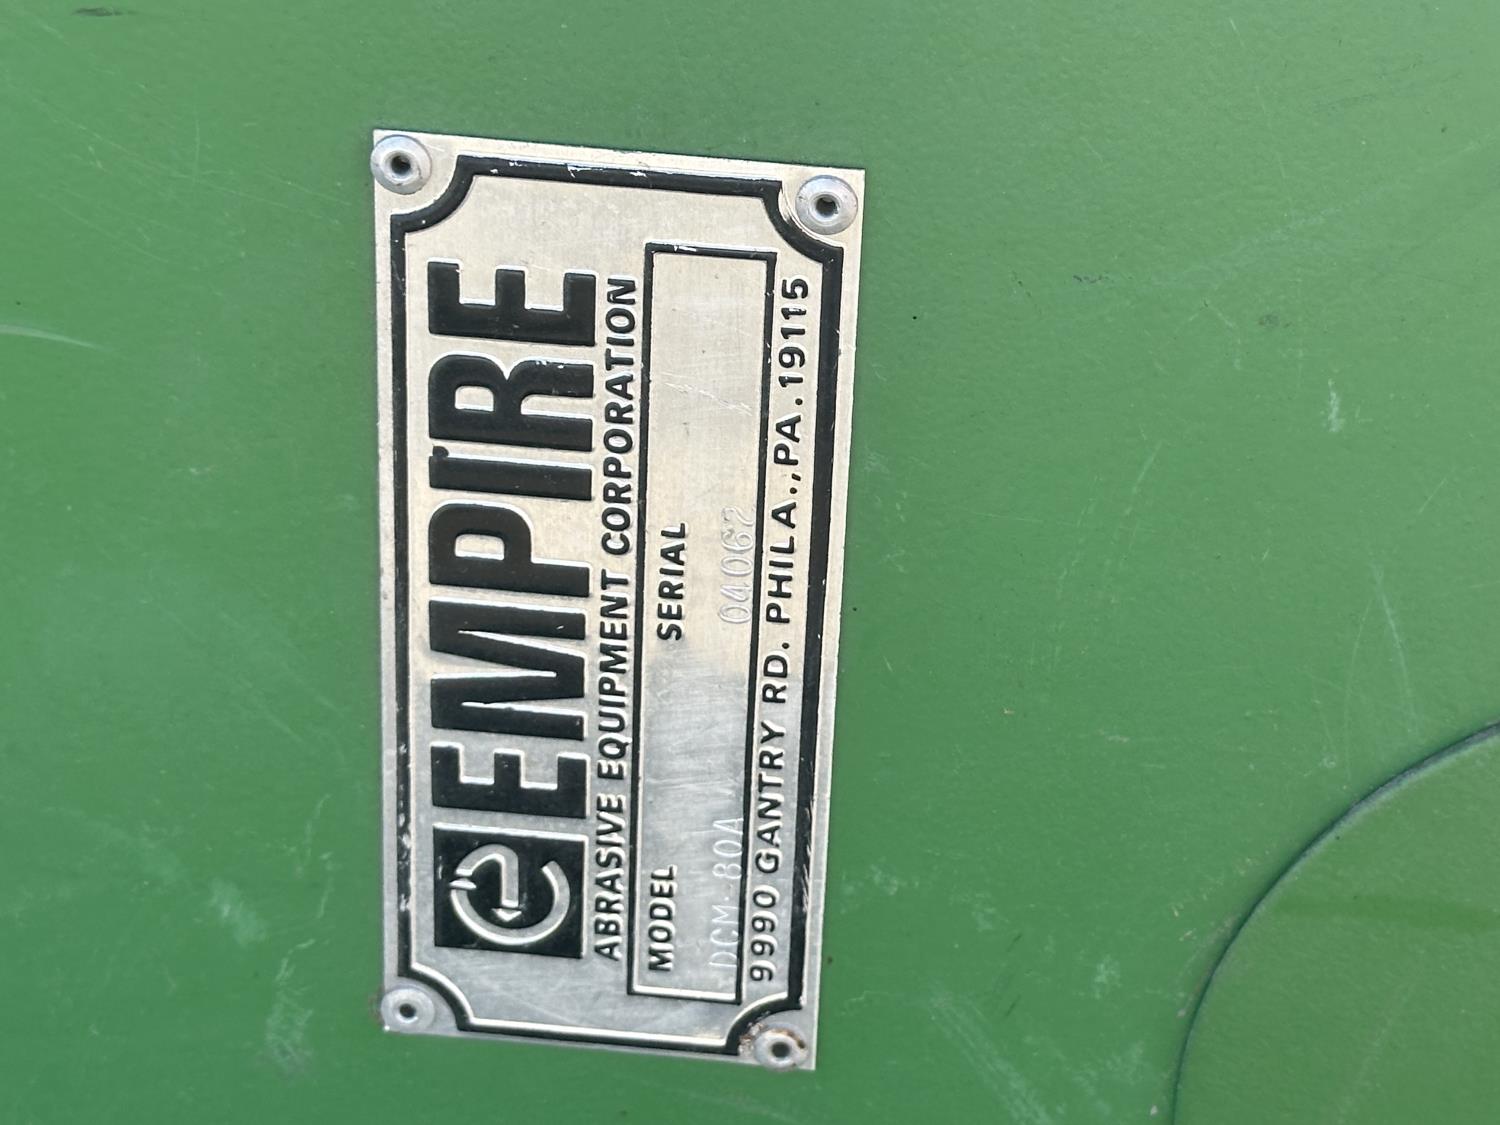 EMPIRE
ABRASIVE EQUIPMENT CORPORATION
MODEL SERIAL
DCM-80A 04062
9990 GANTRY RD. PHILA., PA. 19115